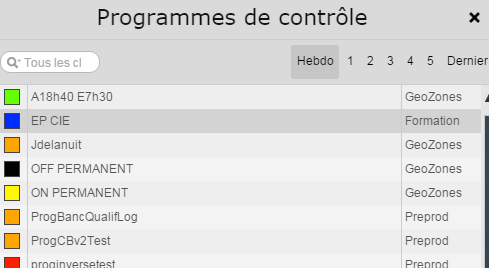 Programmes de contrôle ×
Tous les cl Hebdo 1 2 3 4 5 Dernier
A18h40 E7h30 GeoZones
EP CIE Formation
Jdelanuit GeoZones
OFF PERMANENT GeoZones
ON PERMANENT GeoZones
ProgBancQualifLog Preprod
ProgCBv2Test Preprod
proginversetest Preprod